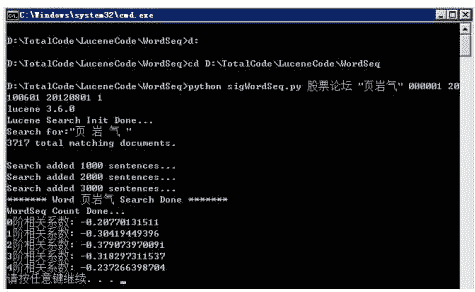 C:\Windows\system32\cmd.exe
D:\TotalCode\LuceneCode\WordSeq>d:
D:\TotalCode\LuceneCode\WordSeq>cd D:\TotalCode\LuceneCode\WordSeq
D:\TotalCode\LuceneCode\WordSeq>python sigWordSeq.py 股票论坛 "页岩气" 000001 20
100601 20120801 1
lucene 3.6.0
Lucene Search Init Done...
Search for:"页 岩 气 "
3717 total matching documents.
Search added 1000 sentences...
Search added 2000 sentences...
Search added 3000 sentences...
******* Word 页岩气 Search Done *******
WordSeq Count Done...
0阶相关系数: -0.20770131511
1阶相关系数: -0.30419449396
2阶相关系数: -0.379073970091
3阶相关系数: -0.318297311537
4阶相关系数: -0.237266398704
请按任意键继续. . .